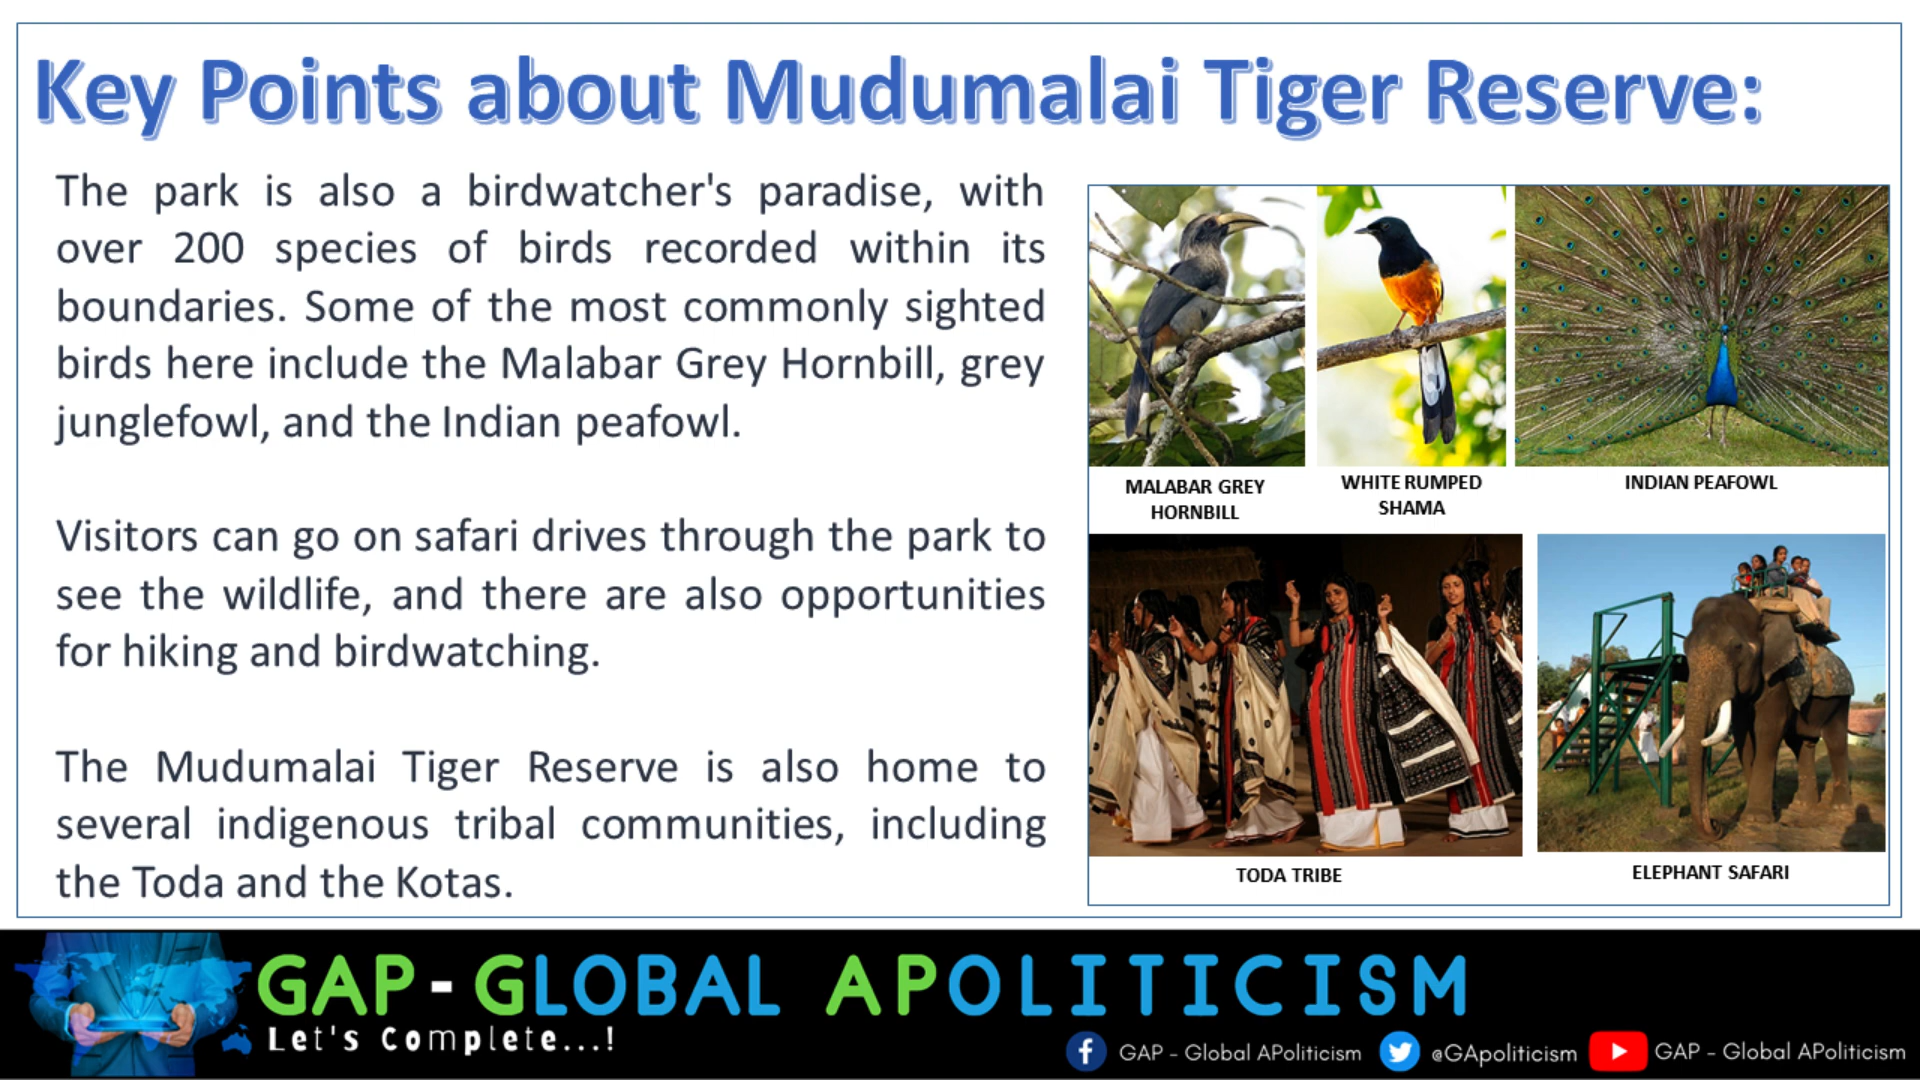 Key Points about Mudumalai Tiger Reserve:
The park is also a birdwatcher's paradise, with
over 200 species of birds recorded within its
boundaries. Some of the most commonly sighted
birds here include the Malabar Grey Hornbill, grey
junglefowl, and the Indian peafowl.
Visitors can go on safari drives through the park to
see the wildlife, and there are also opportunities
for hiking and birdwatching.
The Mudumalai Tiger Reserve is also home to
several indigenous tribal communities, including
the Toda and the Kotas.
MALABAR GREY
HORNBILL
WHITE RUMPED
SHAMA
INDIAN PEAFOWL
TODA TRIBE
ELEPHANT SAFARI
GAP - GLOBAL APOLITICISM
Let's Complete...!
GAP - Global APoliticism
@GApoliticism
GAP - Global APoliticism